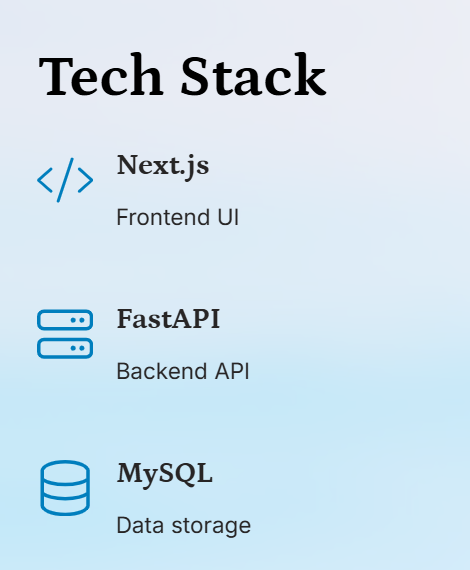 Tech Stack
Next.js
Frontend UI
FastAPI
Backend API
MySQL
Data storage